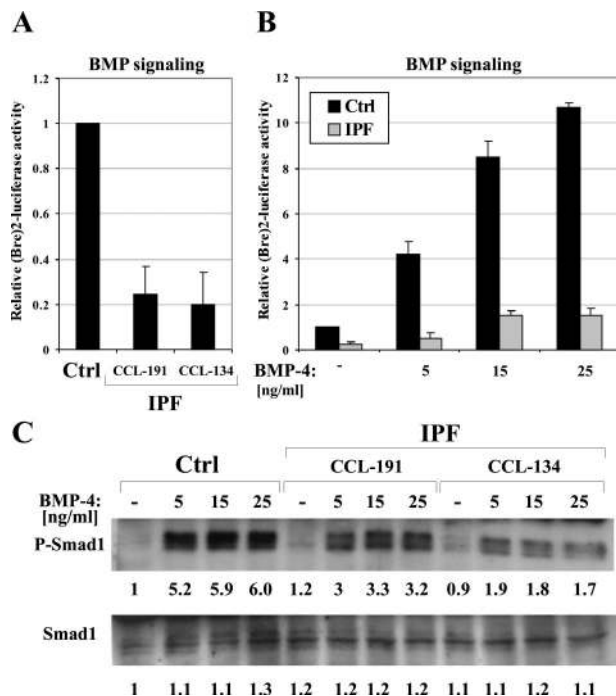 A
BMP signaling
Relative (Bre)2-luciferase activity
1.2
1
0.8
0.6
0.4
0.2
0
Ctrl
CCL-191
CCL-134
IPF
B
BMP signaling
Relative (Bre)2-luciferase activity
12
10
8
6
4
2
0
Ctrl
IPF
BMP-4: - 5 15 25
[ng/ml]
C
IPF
Ctrl CCL-191 CCL-134
BMP-4: - 5 15 25 - 5 15 25 - 5 15 25
[ng/ml]
P-Smad1
1 5.2 5.9 6.0 1.2 3 3.3 3.2 0.9 1.9 1.8 1.7
Smad1
1 1.1 1.1 1.3 1.2 1.2 1.2 1.2 1.1 1.1 1.2 1.1